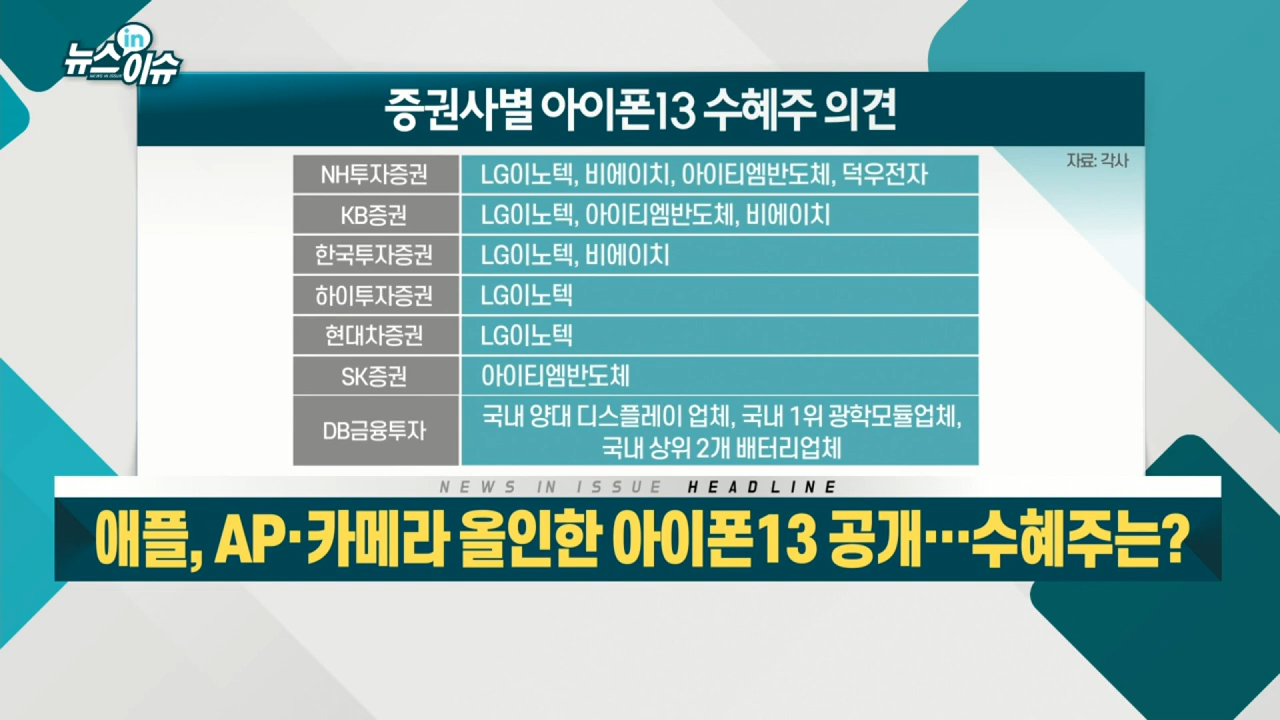 뉴스in이슈
NEWS IN ISSUE
증권사별 아이폰13 수혜주 의견
자료: 각사
NH투자증권 LG이노텍, 비에이치, 아이티엠반도체, 덕우전자
KB증권 LG이노텍, 아이티엠반도체, 비에이치
한국투자증권 LG이노텍, 비에이치
하이투자증권 LG이노텍
현대차증권 LG이노텍
SK증권 아이티엠반도체
DB금융투자 국내 양대 디스플레이 업체, 국내 1위 광학모듈업체,
국내 상위 2개 배터리업체
NEWS IN ISSUE HEADLINE
애플, AP·카메라 올인한 아이폰13 공개…수혜주는?